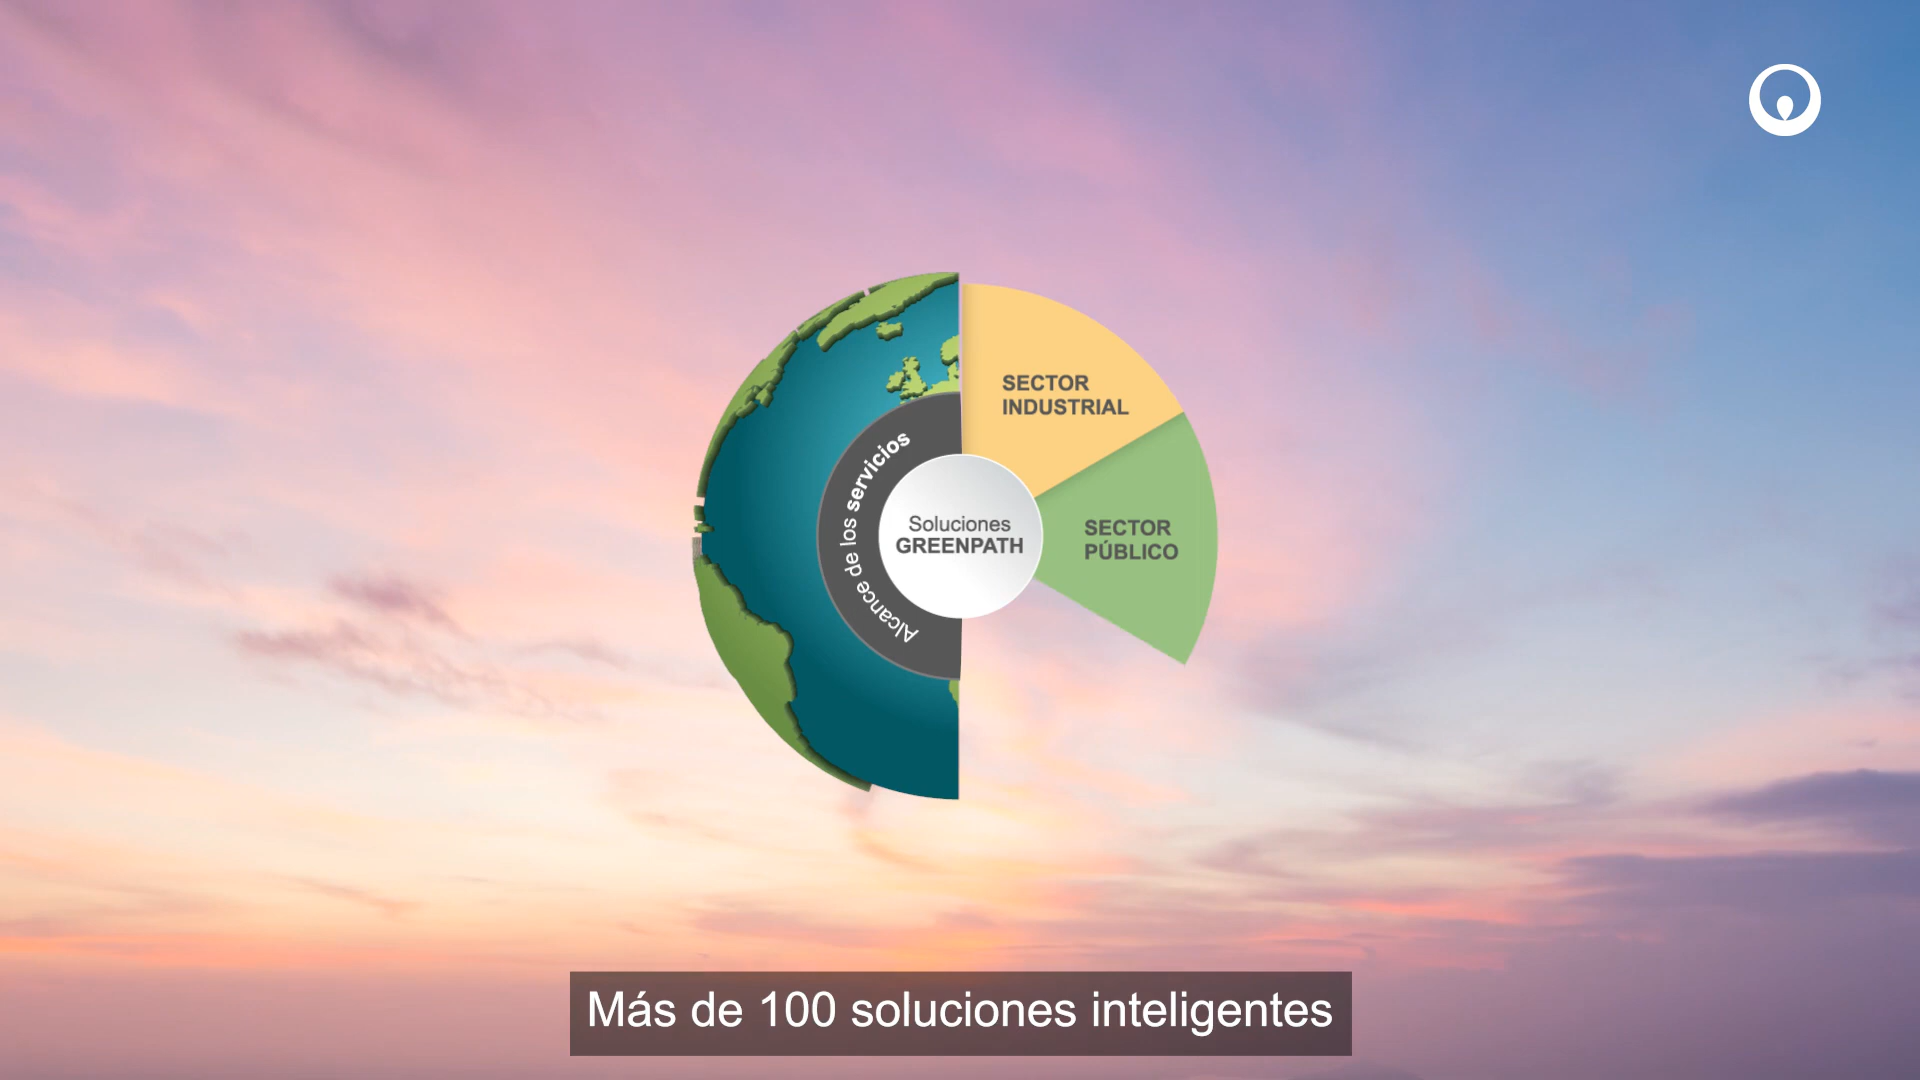 SECTOR
INDUSTRIAL
Alcance de los servicios
Soluciones
GREENPATH
SECTOR
PÚBLICO
Más de 100 soluciones inteligentes